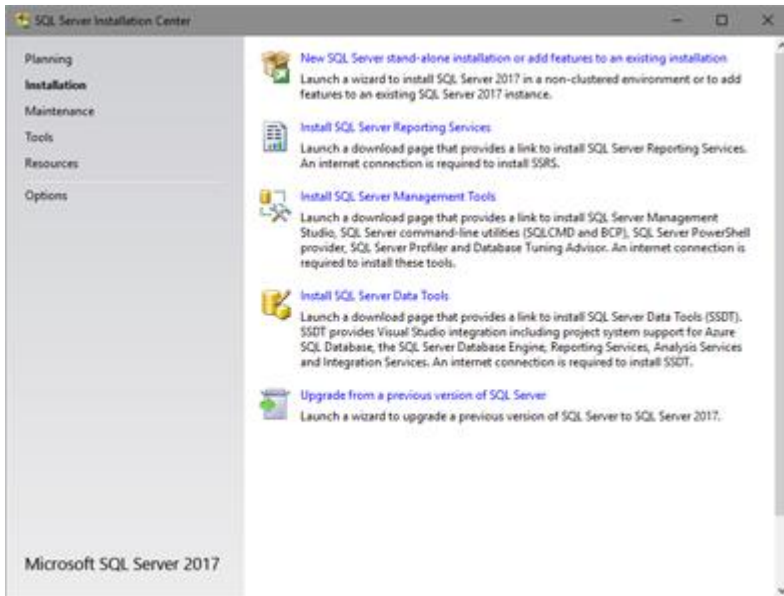 SQL Server Installation Center
Planning
Installation
Maintenance
Tools
Resources
Options
New SQL Server stand-alone installation or add features to an existing installation
Launch a wizard to install SQL Server 2017 in a non-clustered environment or to add
features to an existing SQL Server 2017 instance.
Install SQL Server Reporting Services
Launch a download page that provides a link to install SQL Server Reporting Services.
An internet connection is required to install SSRS.
Install SQL Server Management Tools
Launch a download page that provides a link to install SQL Server Management
Studio, SQL Server command-line utilities (SQLCMD and BCP), SQL Server PowerShell
provider, SQL Server Profiler and Database Tuning Advisor. An internet connection is
required to install these tools.
Install SQL Server Data Tools
Launch a download page that provides a link to install SQL Server Data Tools (SSDT).
SSDT provides Visual Studio integration including project system support for Azure
SQL Database, the SQL Server Database Engine, Reporting Services, Analysis Services
and Integration Services. An internet connection is required to install SSDT.
Upgrade from a previous version of SQL Server
Launch a wizard to upgrade a previous version of SQL Server to SQL Server 2017.
Microsoft SQL Server 2017